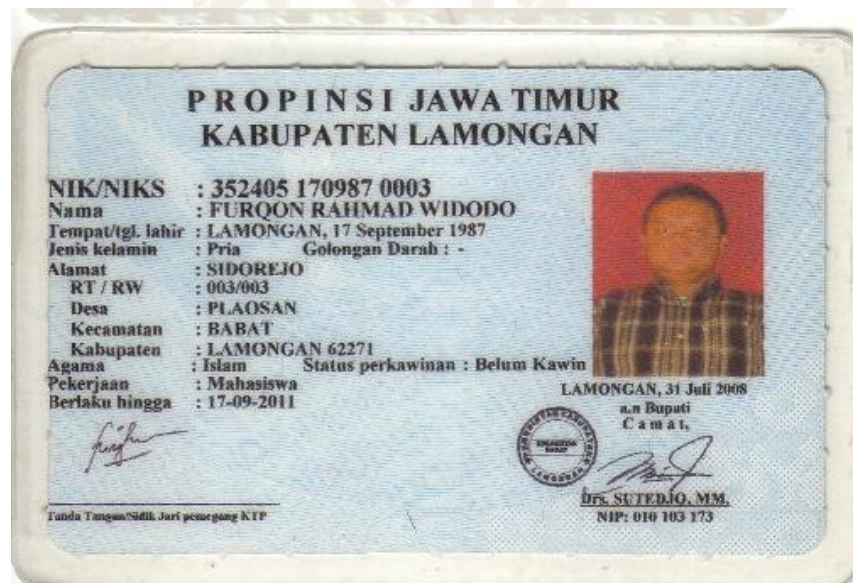 PROPINSI JAWA TIMUR
KABUPATEN LAMONGAN
NIK/NIKS : 352405 170987 0003
Nama : FURQON RAHMAD WIDODO
Tempat/tgl. lahir : LAMONGAN, 17 September 1987
Jenis kelamin : Pria Golongan Darah : -
Alamat : SIDOREJO
RT / RW : 003/003
Desa : PLAOSAN
Kecamatan : BABAT
Kabupaten : LAMONGAN 62271
Agama : Islam Status perkawinan : Belum Kawin
Pekerjaan : Mahasiswa
Berlaku hingga : 17-09-2011
LAMONGAN, 31 Juli 2008
a.n Bupati
Camat,
Drs. SUTEDJO, MM.
NIP: 010 103 173
Tanda Tangan/Sidik Jari pemegang KTP